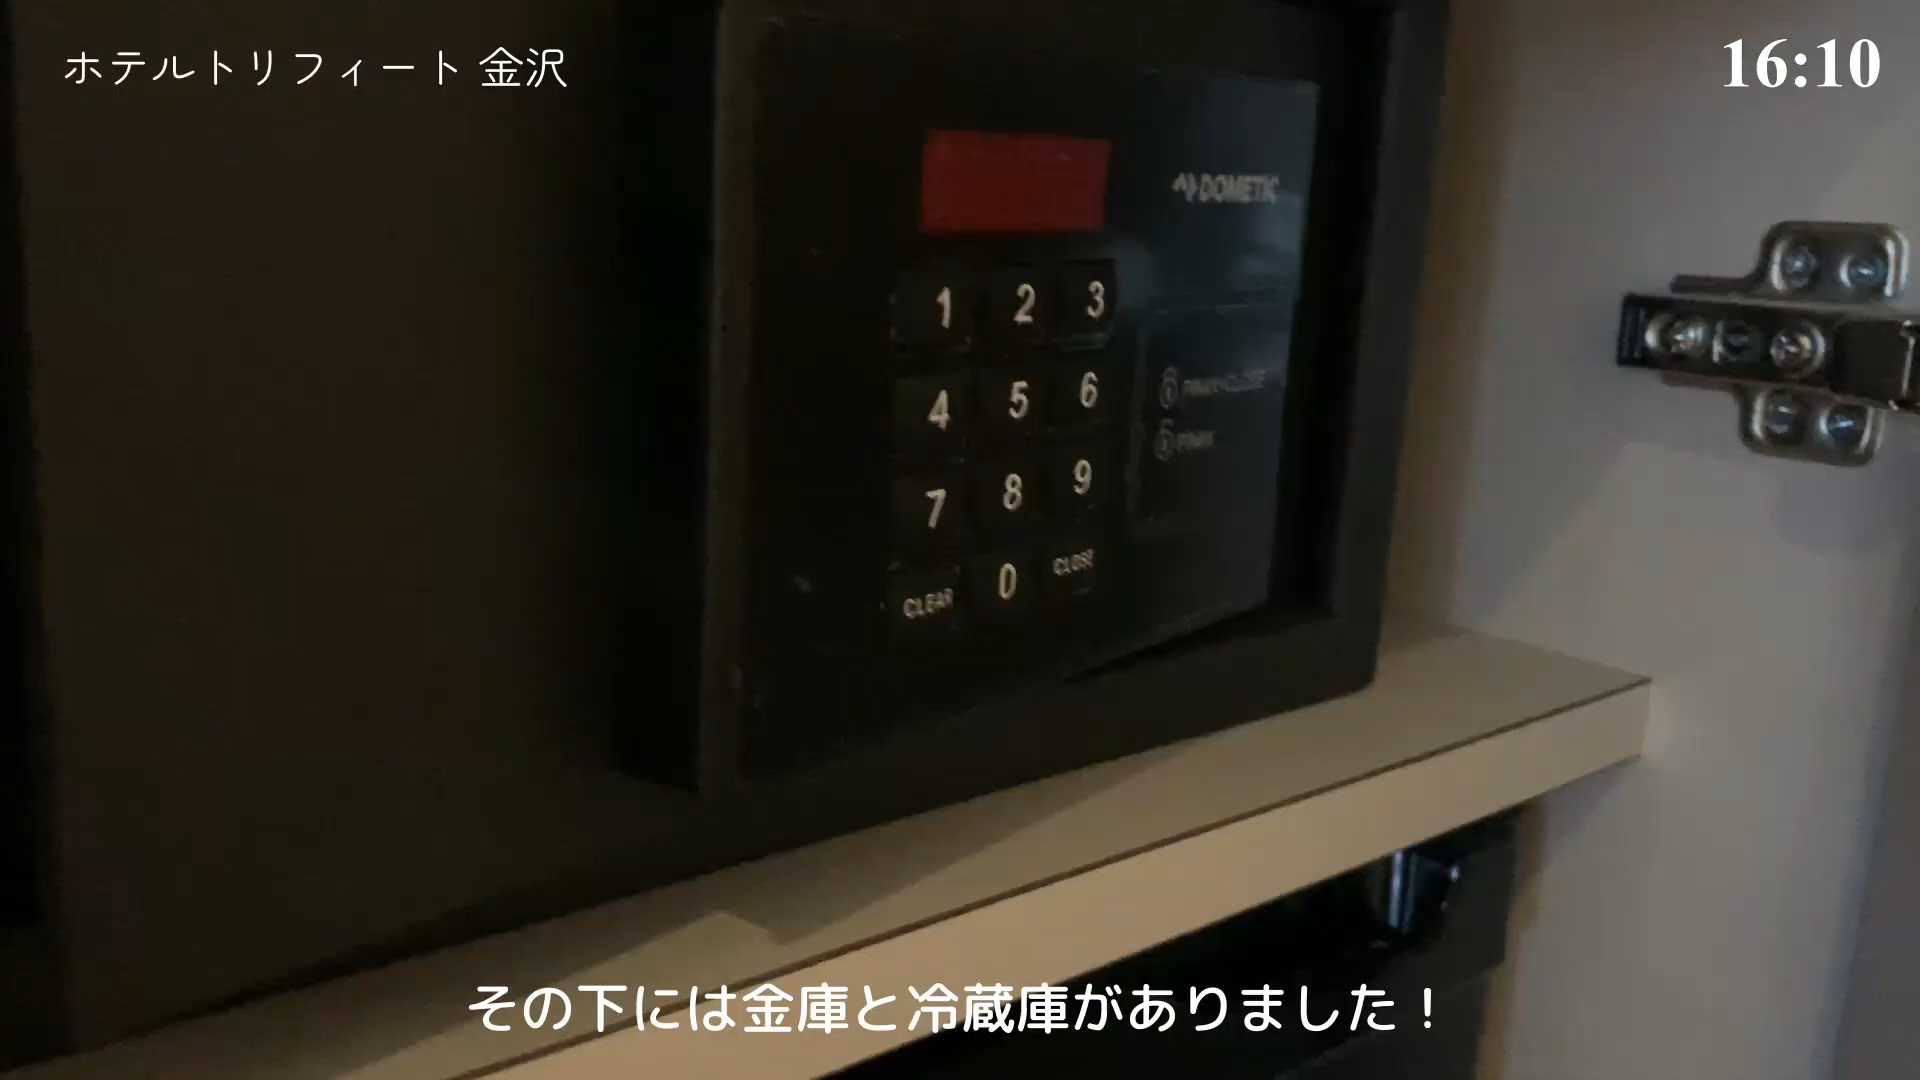 ホテルトリフィート 金沢
16:10
DOMETIC
1 2 3
4 5 6
7 8 9
CLEAR 0 CLOSE
その下には金庫と冷蔵庫がありました！